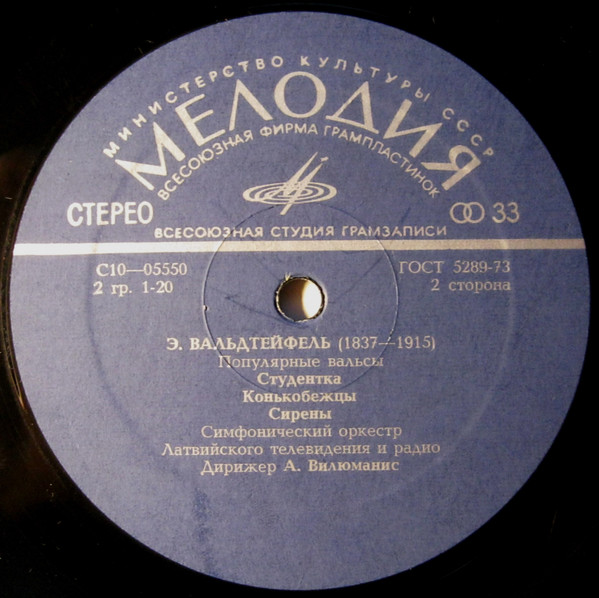 МИНИСТЕРСТВО КУЛЬТУРЫ СССР
МЕЛОДИЯ
ВСЕСОЮЗНАЯ ФИРМА ГРАМПЛАСТИНОК
СТЕРЕО
33
ВСЕСОЮЗНАЯ СТУДИЯ ГРАМЗАПИСИ
С10—05550
ГОСТ 5289-73
2 гр. 1-20
2 сторона
Э. ВАЛЬДТЕЙФЕЛЬ (1837—1915)
Популярные вальсы
Студентка
Конькобежцы
Сирены
Симфонический оркестр
Латвийского телевидения и радио
Дирижер А. Вилюманис